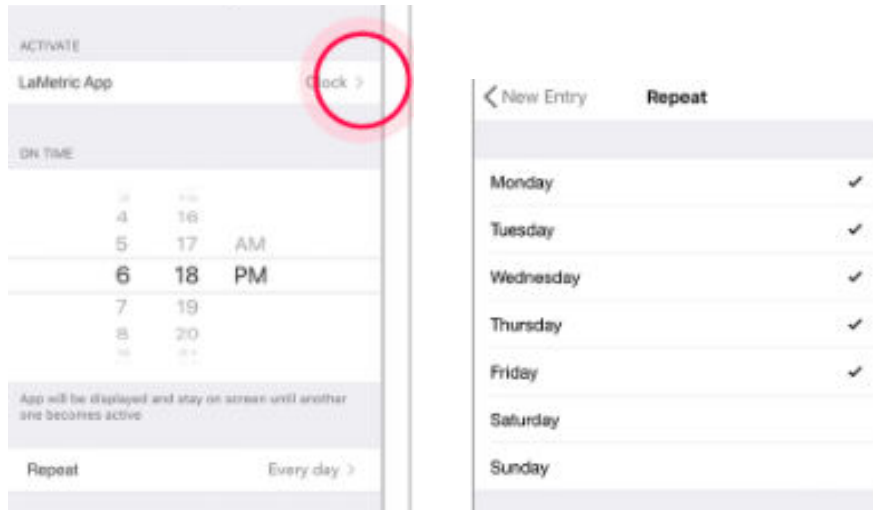 ACTIVATE
LaMetric App Clock >
ON TIME
4 16
5 17 AM
6 18 PM
7 19
8 20
App will be displayed and stay on screen until another
one becomes active
Repeat Every day >
< New Entry Repeat
Monday ✓
Tuesday ✓
Wednesday ✓
Thursday ✓
Friday ✓
Saturday
Sunday